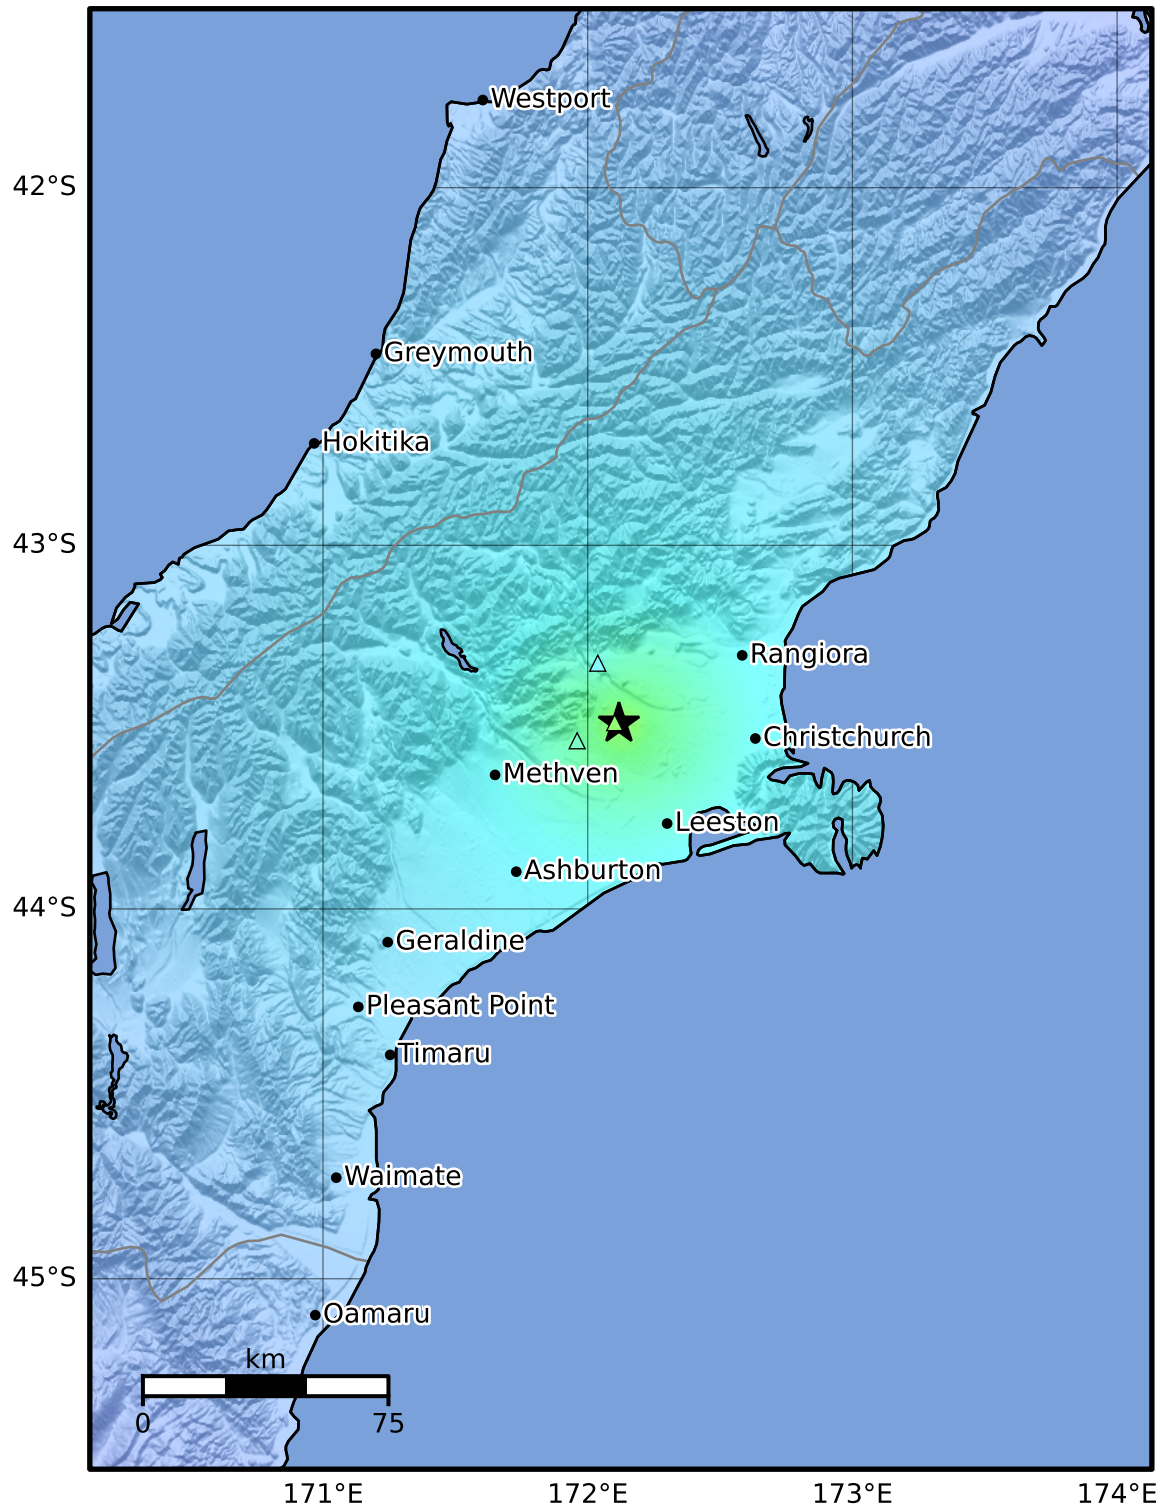 Westport
42°S
Greymouth
Hokitika
43°S
Rangiora
Christchurch
Methven
Leeston
Ashburton
44°S
Geraldine
Pleasant Point
Timaru
Waimate
45°S
Oamaru
km
0 75
171°E 172°E 173°E 174°E